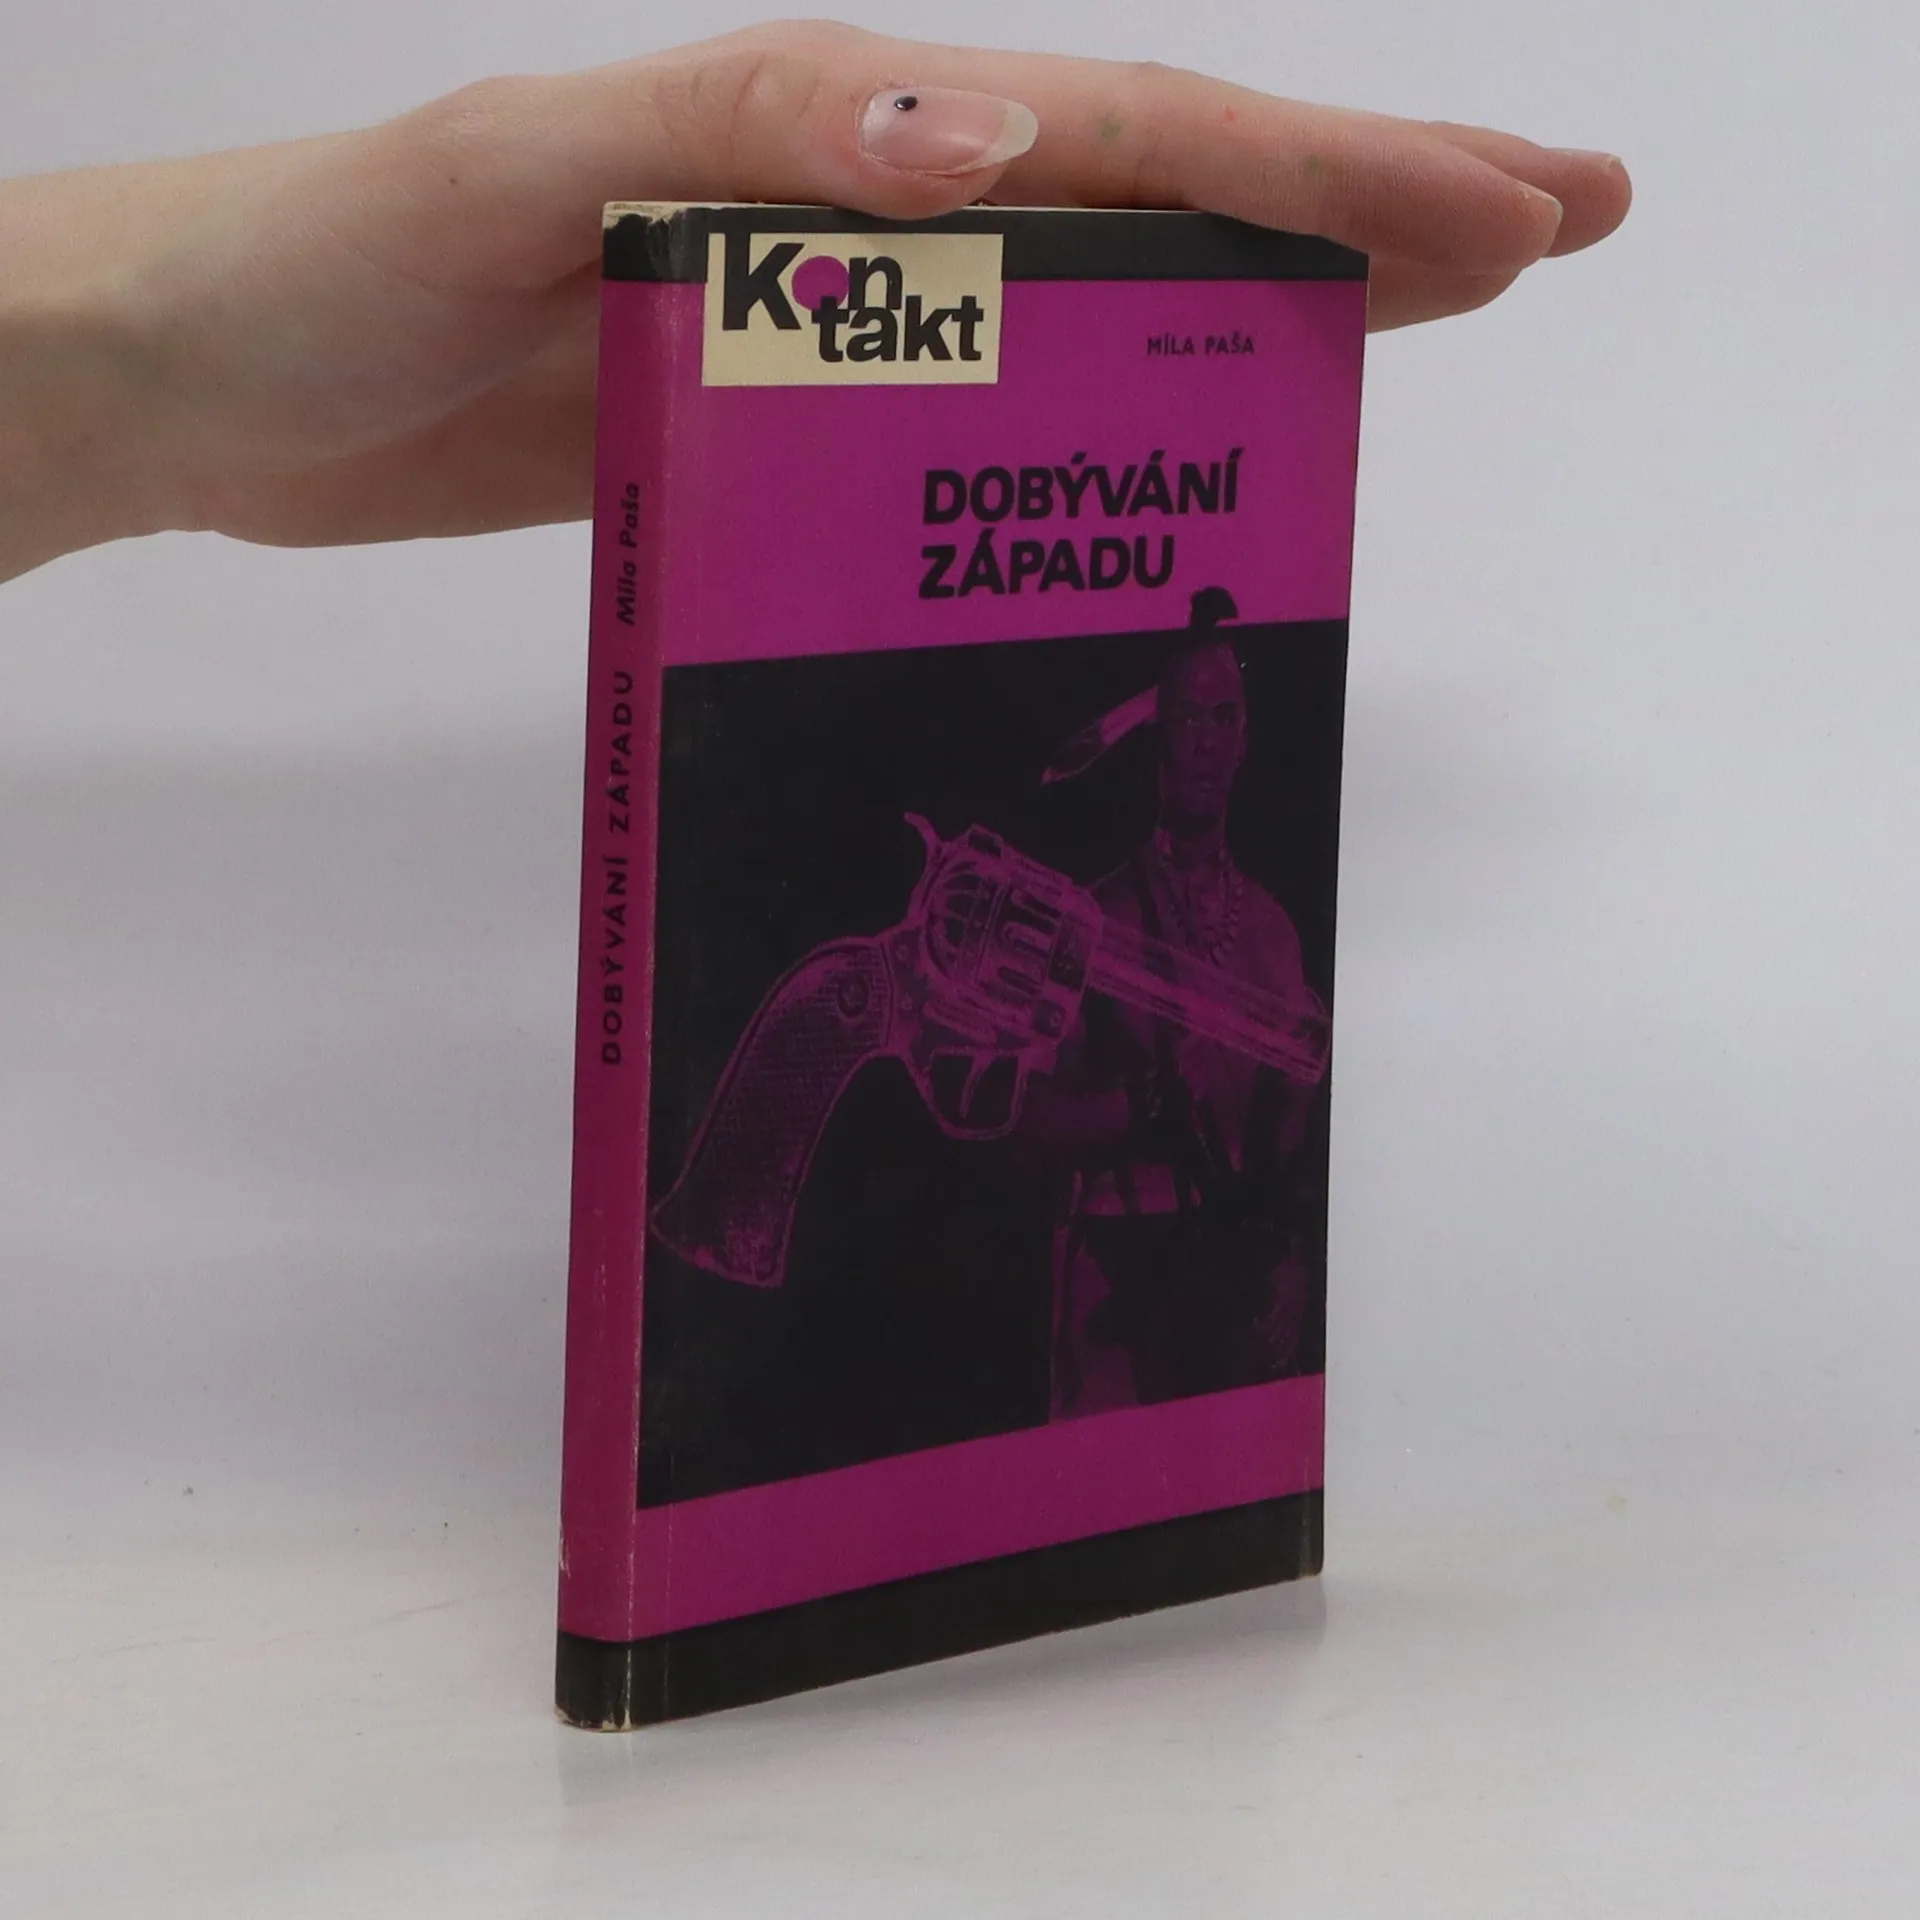 Kontakt
MÍLA PAŠA
DOBÝVÁNÍ
ZÁPADU
DOBÝVÁNÍ ZÁPADU Míla Paša